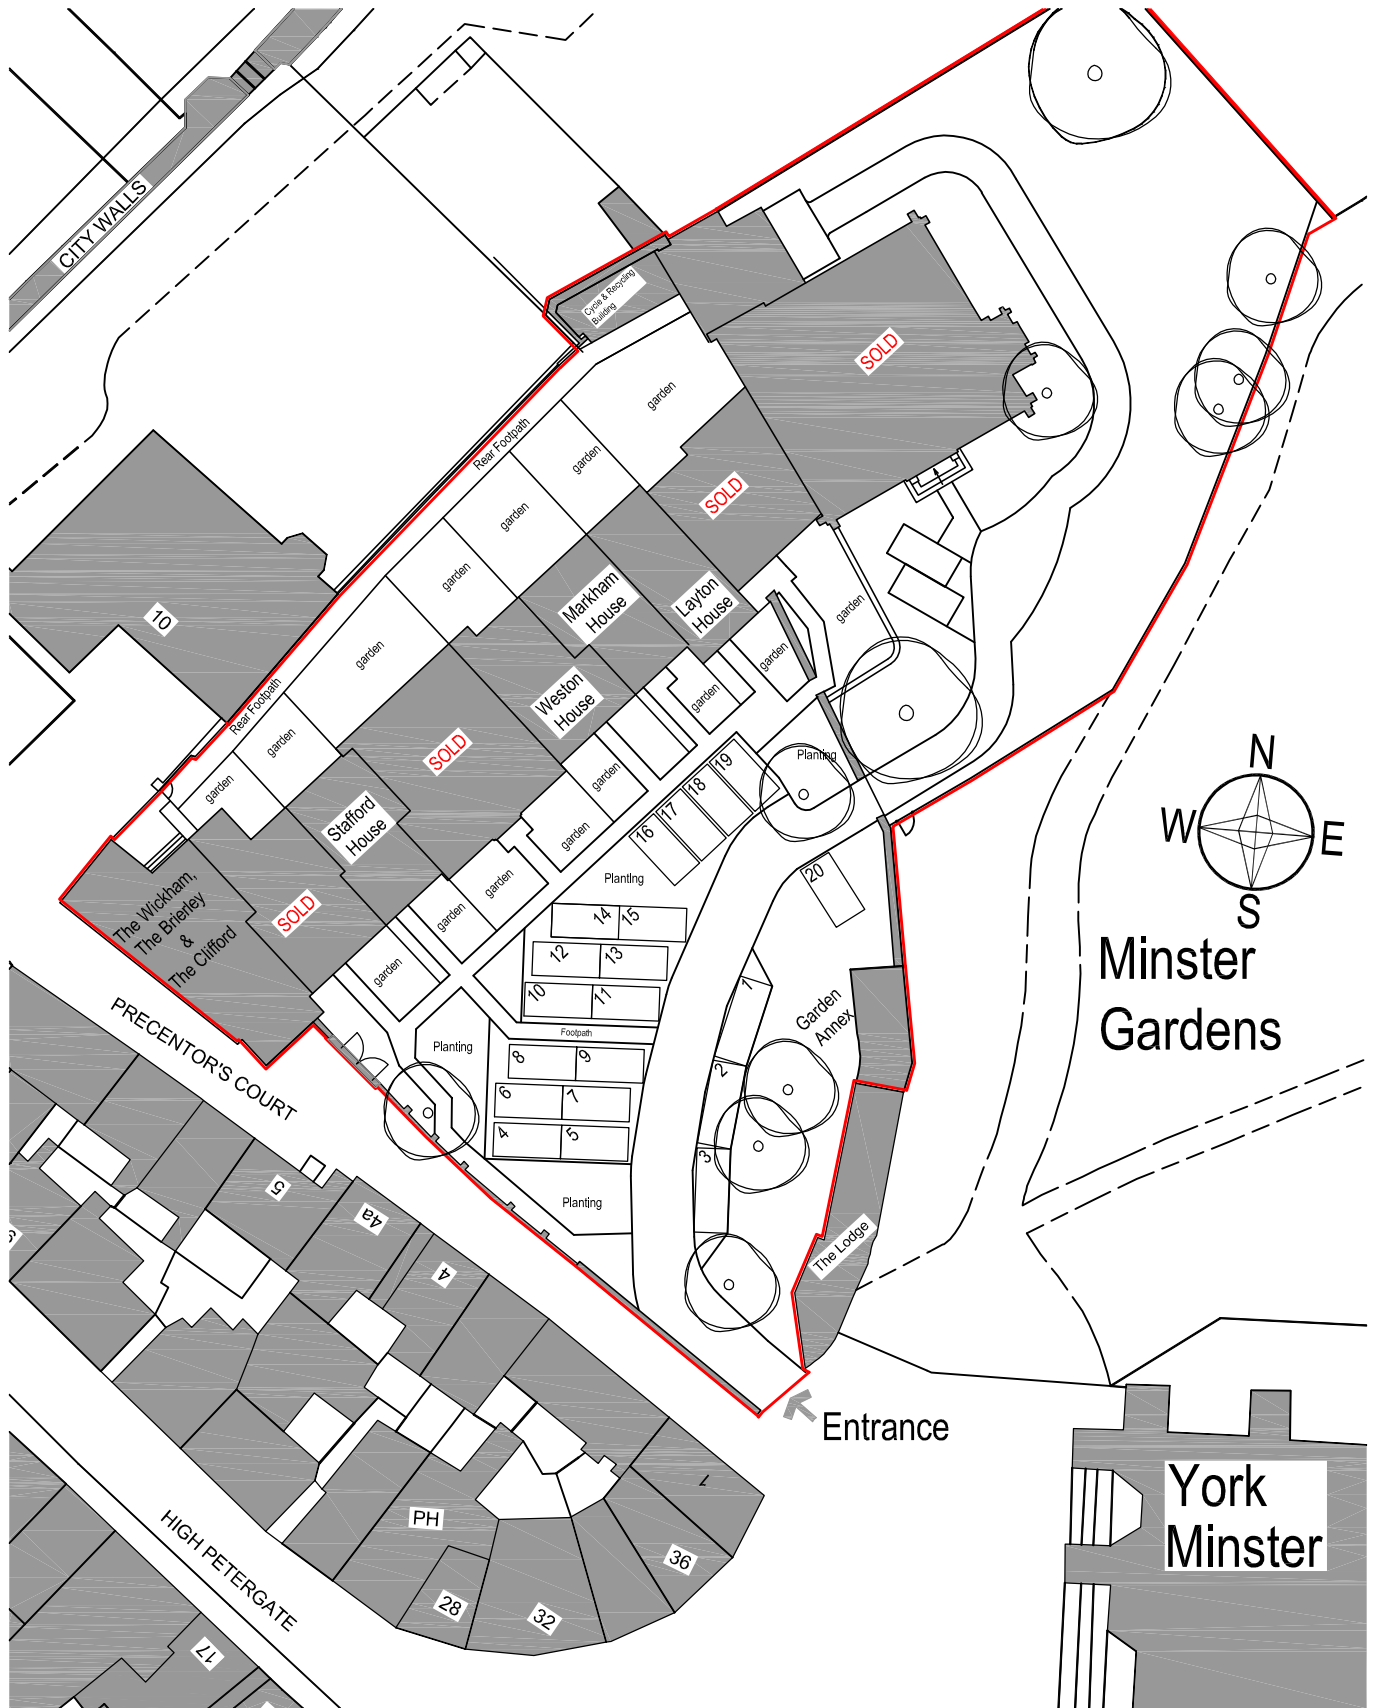 CITY WALLS
Cycle & Recycling
Building
SOLD
garden
Rear Footpath
garden
SOLD
garden
garden
Markham
House
Layton
House
garden
10
garden
garden
Weston
House
garden
Rear Footpath
garden
SOLD
Planting
garden
garden
Stafford
House
garden
16
17
18
19
N
W
E
S
The Wickham,
The Brierley
&
The Clifford
SOLD
garden
garden
garden
Planting
20
14
15
12
13
10
11
Footpath
Planting
8
9
6
7
4
5
Planting
1
2
3
Garden
Annex
Minster
Gardens
PRECENTOR'S COURT
The Lodge
5
4a
4
9
Entrance
York
Minster
1
PH
36
28
32
HIGH PETERGATE
17